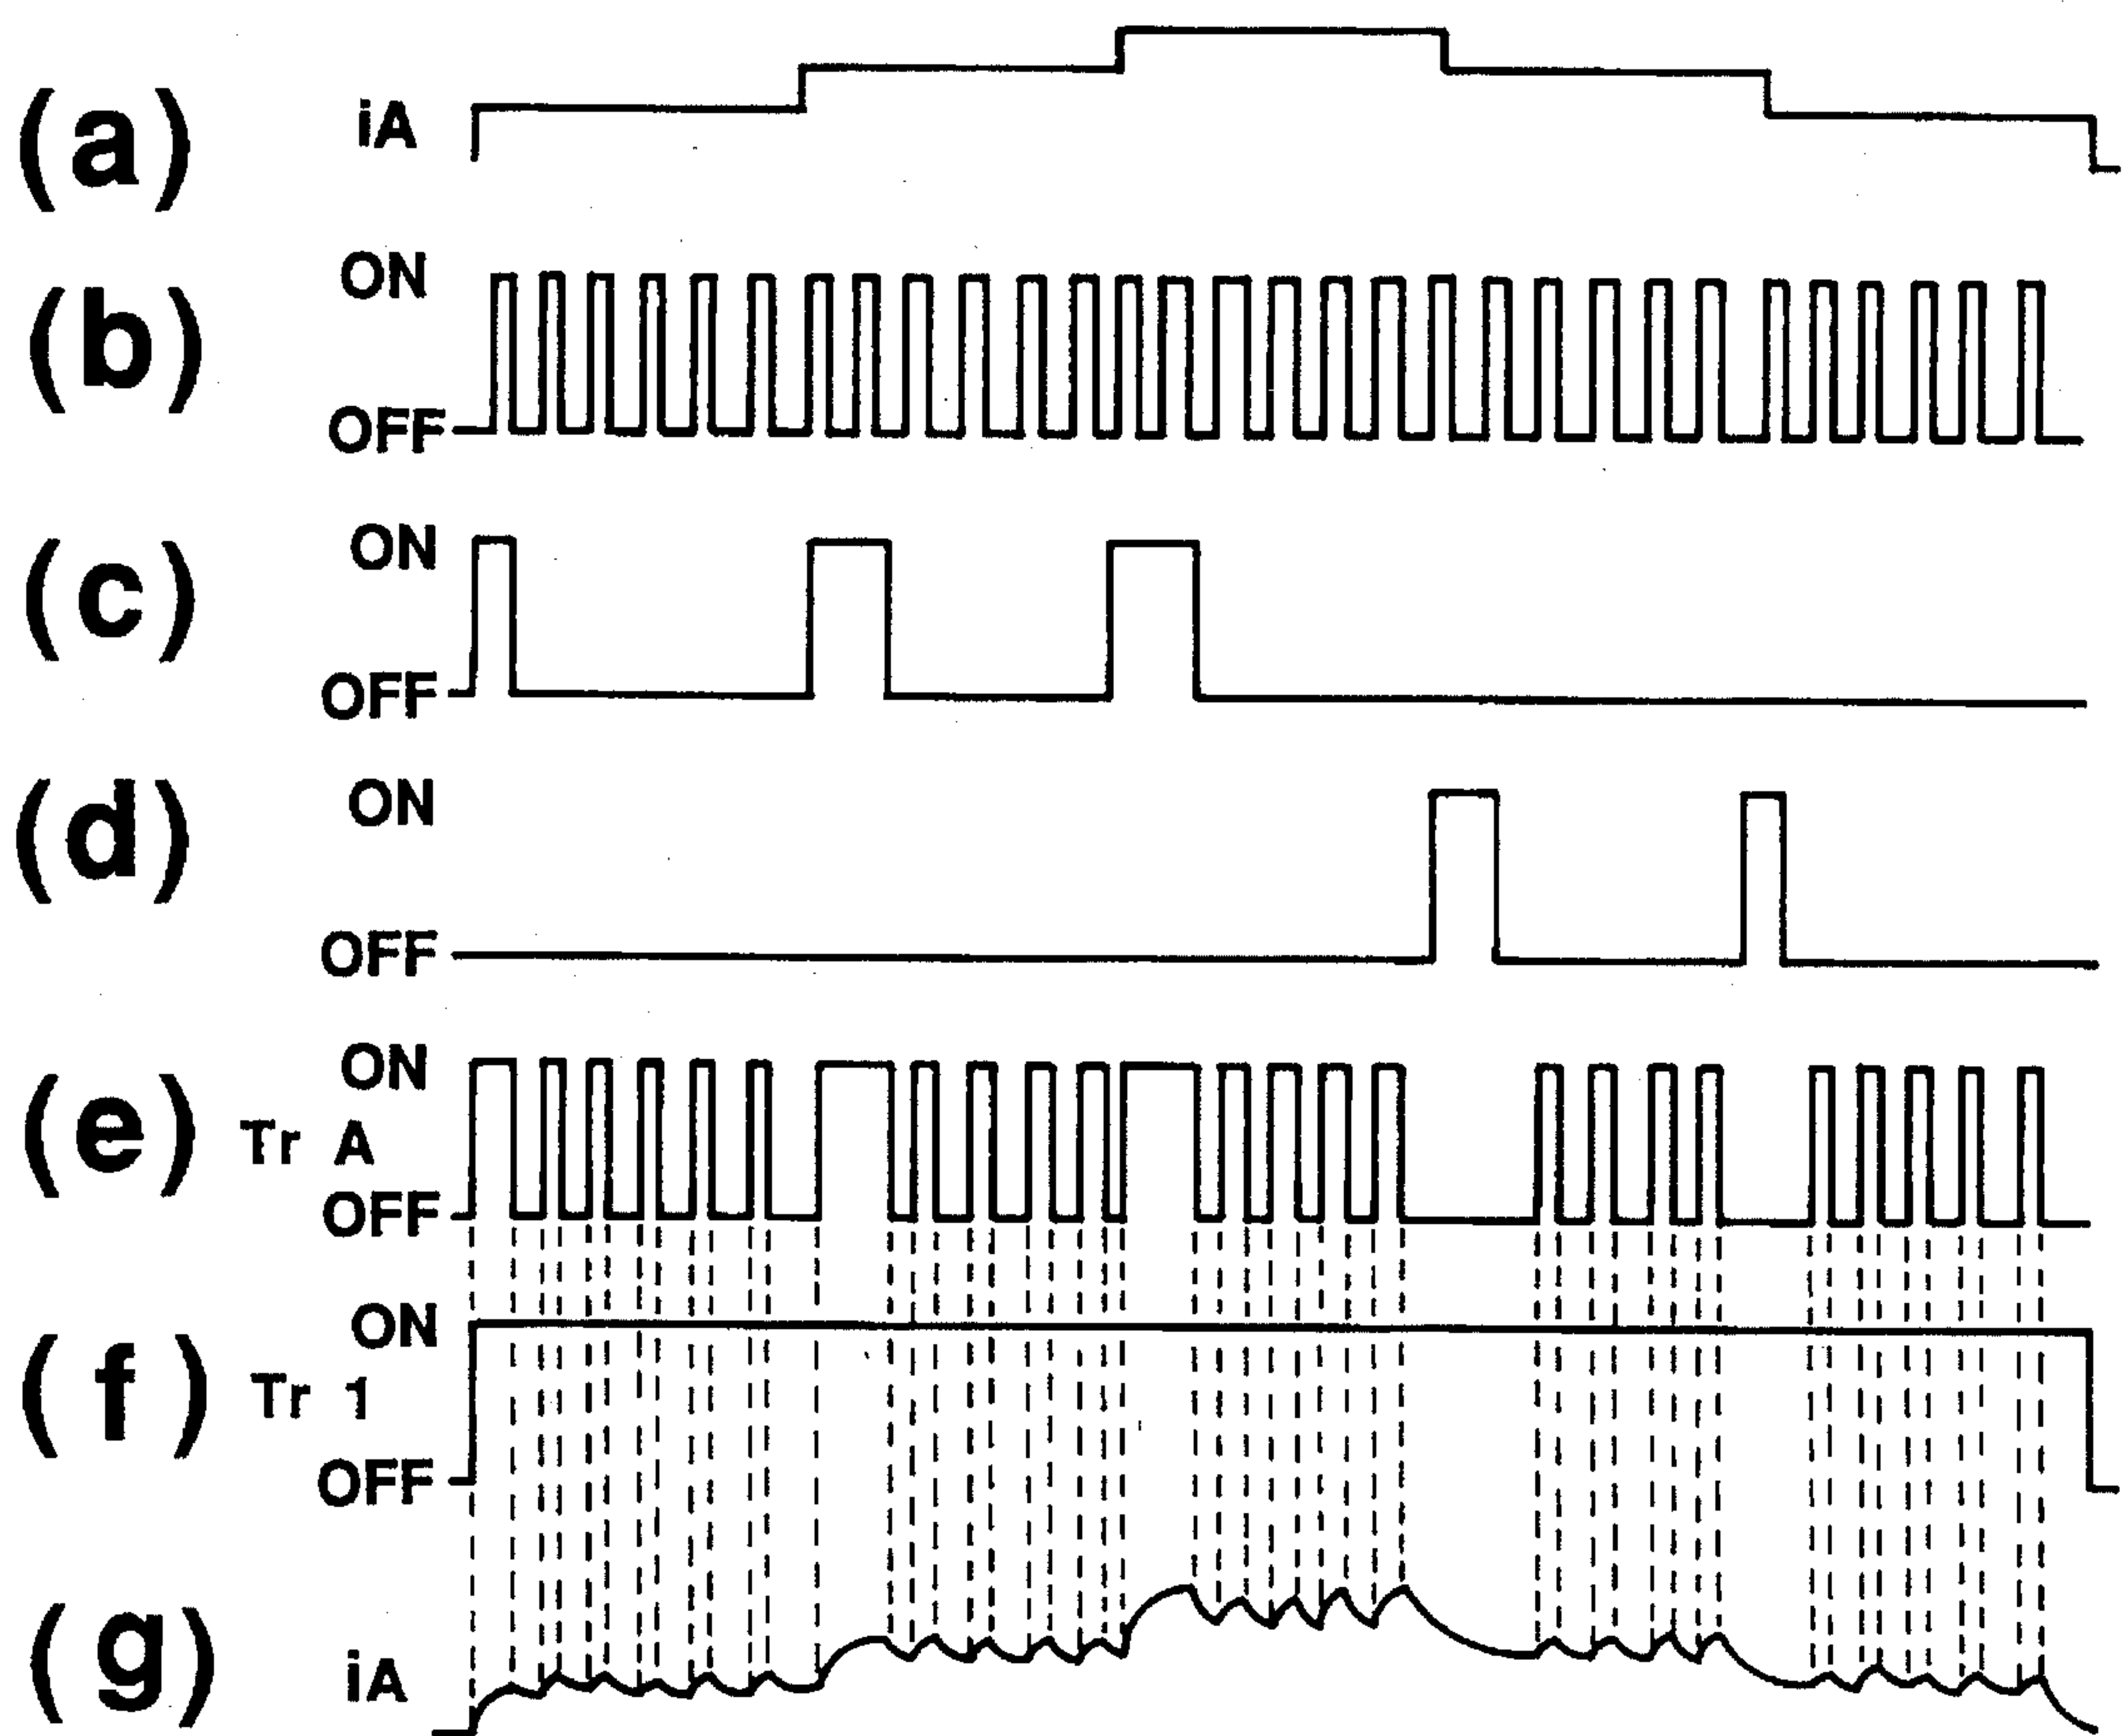 (a) iA
ON
(b)
OFF
ON
(c)
OFF
ON
(d)
OFF
ON
(e) Tr A
OFF
ON
(f) Tr 1
OFF
(g) iA